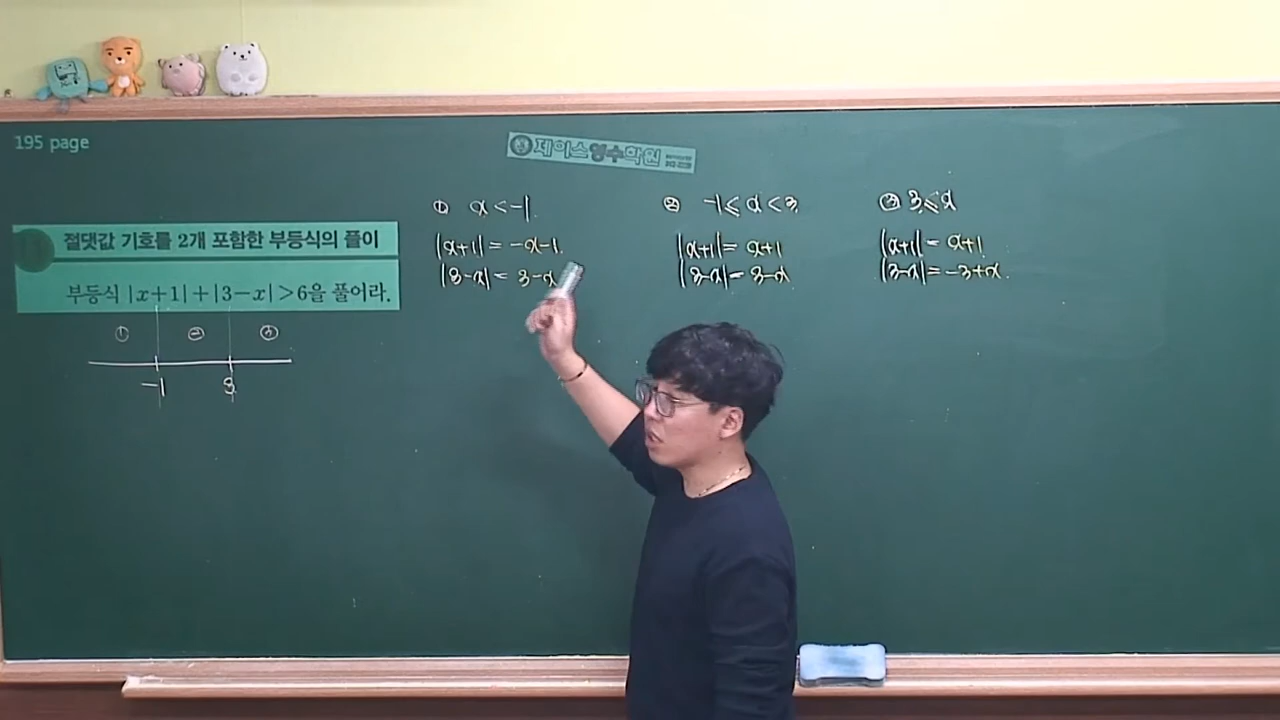 195 page
제이스영수학원
절댓값 기호를 2개 포함한 부등식의 풀이
부등식 |x+1|+|3-x|>6을 풀어라.
① ② ③
-1 3
① x<-1
|x+1|=-x-1.
|3-x|=3-x
② -1≤x<3
|x+1|=x+1
|3-x|=3-x
③ 3≤x
|x+1|=x+1
|3-x|=-3+x.